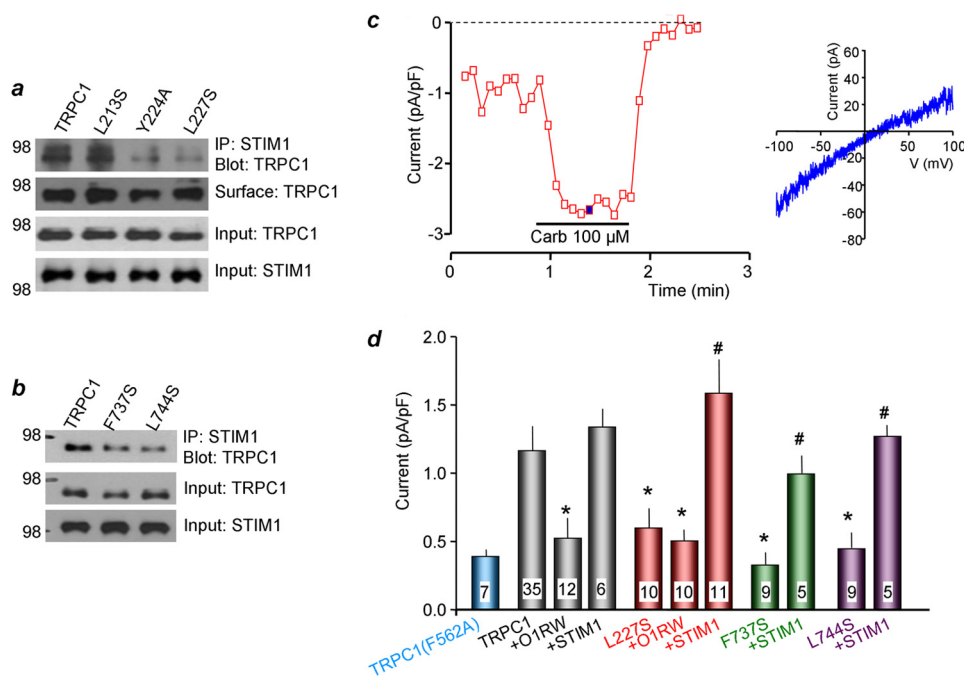 a
TRPC1
L213S
Y224A
L227S
98
IP: STIM1
Blot: TRPC1
98
Surface: TRPC1
98
Input: TRPC1
Input: STIM1
98
b
TRPC1
F737S
L744S
98
IP: STIM1
Blot: TRPC1
Input: TRPC1
98
Input: STIM1
c
Current (pA/pF)
0
-1
-2
-3
Carb 100 µM
0
1
2
3
Time (min)
Current (pA)
60
40
20
-20
-40
-60
-80
-100
-50
0
50
100
V (mV)
d
Current (pA/pF)
2.0
1.5
1.0
0.5
0.0
* * * * *
# # #
7 35 12 6 10 10 11 9 5 9 5
TRPC1(F562A)
TRPC1
+O1RW
+STIM1
L227S
+O1RW
+STIM1
F737S
+STIM1
L744S
+STIM1